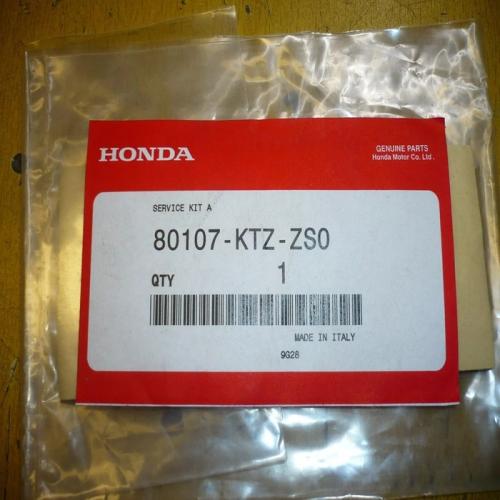 HONDA
GENUINE PARTS
Honda Motor Co. Ltd.
SERVICE KIT A
80107-KTZ-ZS0
QTY 1
MADE IN ITALY
9G28